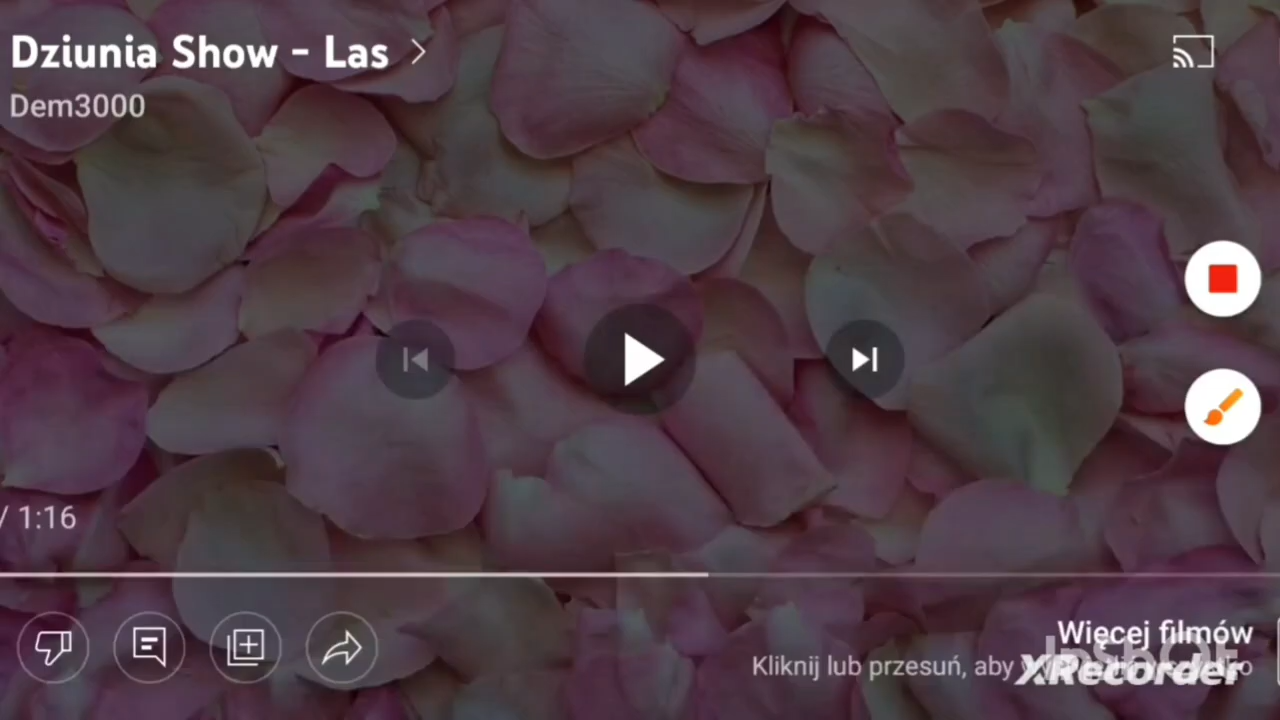 Dziunia Show - Las
Dem3000
/ 1:16
Więcej filmów
Kliknij lub przesuń, aby
XRecorder